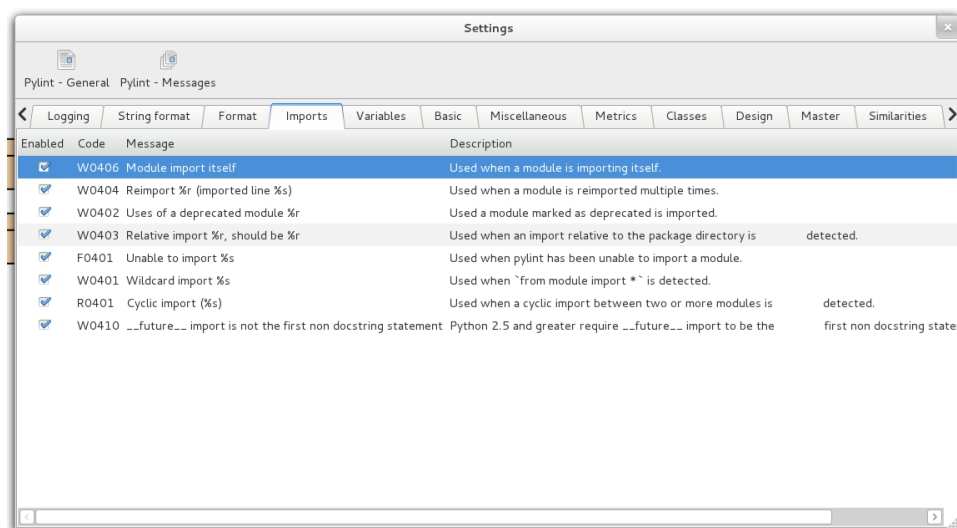 Settings
Pylint - General Pylint - Messages
Logging String format Format Imports Variables Basic Miscellaneous Metrics Classes Design Master Similarities
Enabled Code Message Description
W0406 Module import itself Used when a module is importing itself.
W0404 Reimport %r (imported line %s) Used when a module is reimported multiple times.
W0402 Uses of a deprecated module %r Used a module marked as deprecated is imported.
W0403 Relative import %r, should be %r Used when an import relative to the package directory is detected.
F0401 Unable to import %s Used when pylint has been unable to import a module.
W0401 Wildcard import %s Used when `from module import *` is detected.
R0401 Cyclic import (%s) Used when a cyclic import between two or more modules is detected.
W0410 __future__ import is not the first non docstring statement Python 2.5 and greater require __future__ import to be the first non docstring state